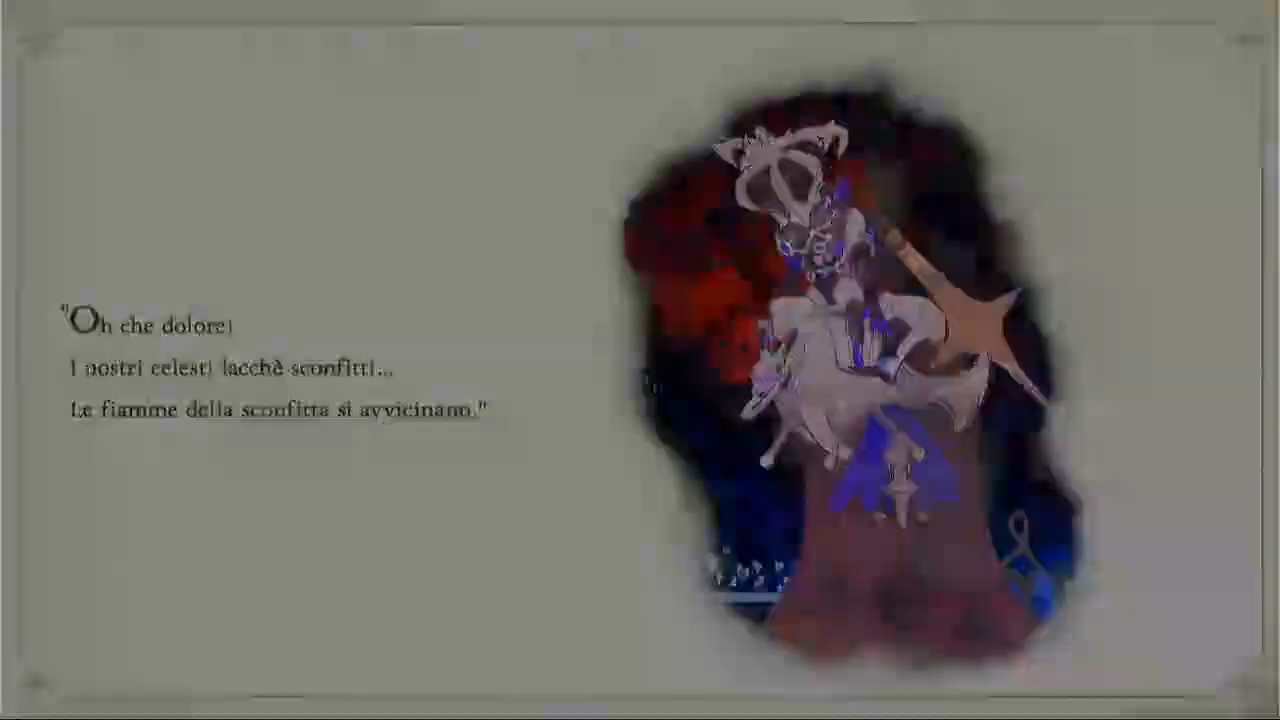 "Oh che dolore!
I nostri celesti lacchè sconfitti...
Le fiamme della sconfitta si avvicinano."